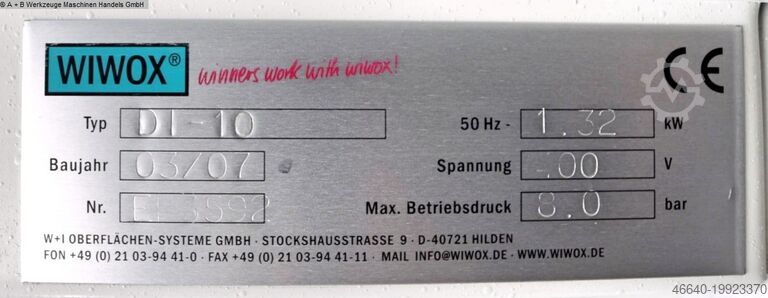 © A + B Werkzeuge Maschinen Handels GmbH
WIWOX® winners work with wiwox! CE
Typ DI-10 50 Hz - 1.32 kW
Baujahr 03/07 Spannung 400 V
Nr. Max. Betriebsdruck 8.0 bar
W+I OBERFLÄCHEN-SYSTEME GMBH · STOCKSHAUSSTRASSE 9 · D-40721 HILDEN
FON +49 (0) 21 03-94 41-0 · FAX +49 (0) 21 03-94 41-11 · MAIL INFO@WIWOX.DE · WWW.WIWOX.DE
46640-19923370